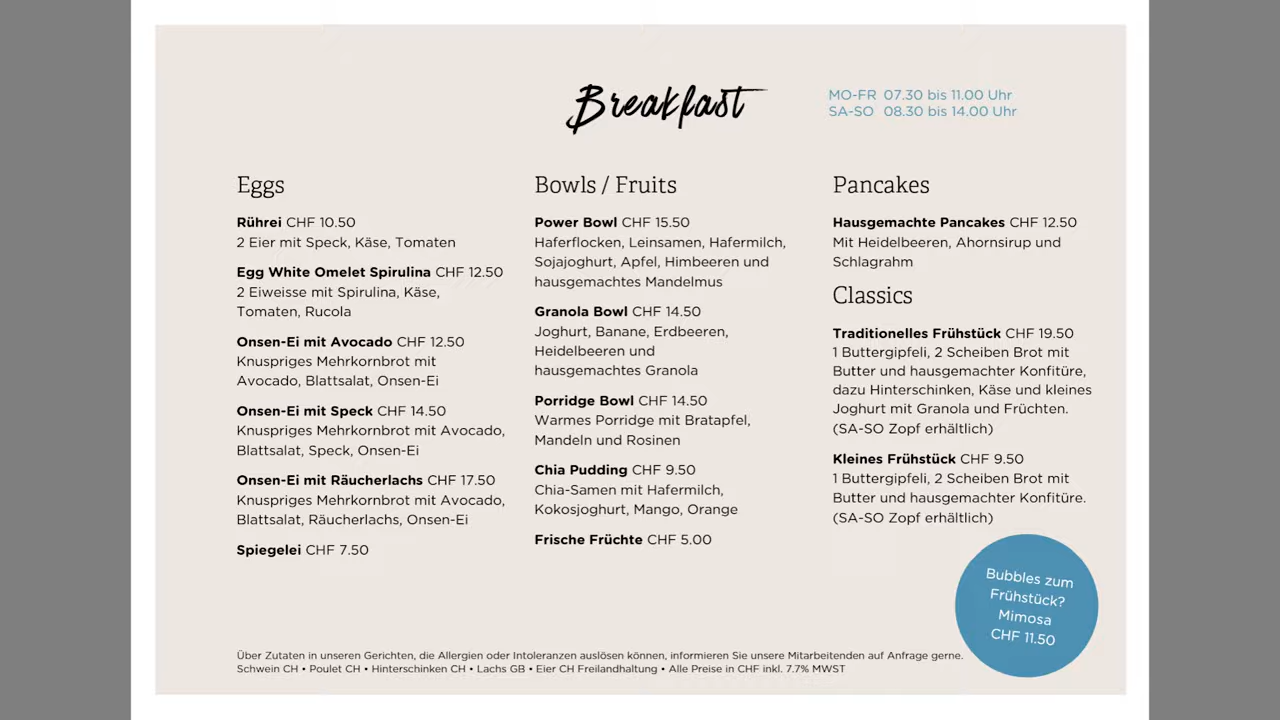 Breakfast
MO-FR 07.30 bis 11.00 Uhr
SA-SO 08.30 bis 14.00 Uhr
Eggs
Rührei CHF 10.50
2 Eier mit Speck, Käse, Tomaten
Egg White Omelet Spirulina CHF 12.50
2 Eiweisse mit Spirulina, Käse,
Tomaten, Rucola
Onsen-Ei mit Avocado CHF 12.50
Knuspriges Mehrkornbrot mit
Avocado, Blattsalat, Onsen-Ei
Onsen-Ei mit Speck CHF 14.50
Knuspriges Mehrkornbrot mit Avocado,
Blattsalat, Speck, Onsen-Ei
Onsen-Ei mit Räucherlachs CHF 17.50
Knuspriges Mehrkornbrot mit Avocado,
Blattsalat, Räucherlachs, Onsen-Ei
Spiegelei CHF 7.50
Bowls / Fruits
Power Bowl CHF 15.50
Haferflocken, Leinsamen, Hafermilch,
Sojajoghurt, Apfel, Himbeeren und
hausgemachtes Mandelmus
Granola Bowl CHF 14.50
Joghurt, Banane, Erdbeeren,
Heidelbeeren und
hausgemachtes Granola
Porridge Bowl CHF 14.50
Warmes Porridge mit Bratapfel,
Mandeln und Rosinen
Chia Pudding CHF 9.50
Chia-Samen mit Hafermilch,
Kokosjoghurt, Mango, Orange
Frische Früchte CHF 5.00
Pancakes
Hausgemachte Pancakes CHF 12.50
Mit Heidelbeeren, Ahornsirup und
Schlagrahm
Classics
Traditionelles Frühstück CHF 19.50
1 Buttergipfeli, 2 Scheiben Brot mit
Butter und hausgemachter Konfitüre,
dazu Hinterschinken, Käse und kleines
Joghurt mit Granola und Früchten.
(SA-SO Zopf erhältlich)
Kleines Frühstück CHF 9.50
1 Buttergipfeli, 2 Scheiben Brot mit
Butter und hausgemachter Konfitüre.
(SA-SO Zopf erhältlich)
Bubbles zum
Frühstück?
Mimosa
CHF 11.50
Über Zutaten in unseren Gerichten, die Allergien oder Intoleranzen auslösen können, informieren Sie unsere Mitarbeitenden auf Anfrage gerne.
Schwein CH • Poulet CH • Hinterschinken CH • Lachs GB • Eier CH Freilandhaltung • Alle Preise in CHF inkl. 7.7% MWST